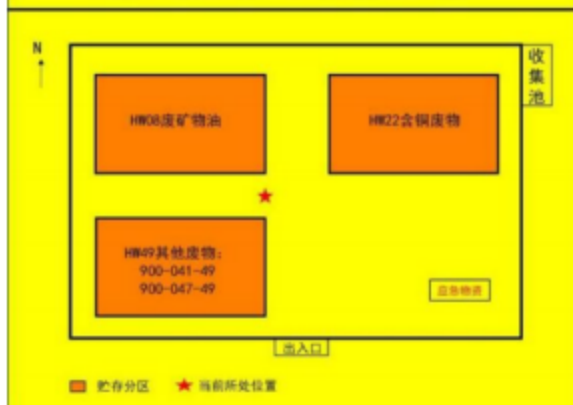 N
收集池
HW08废矿物油
HW22含铜废物
HW49其他废物:
900-041-49
900-047-49
应急物资
出入口
贮存分区
当前所处位置